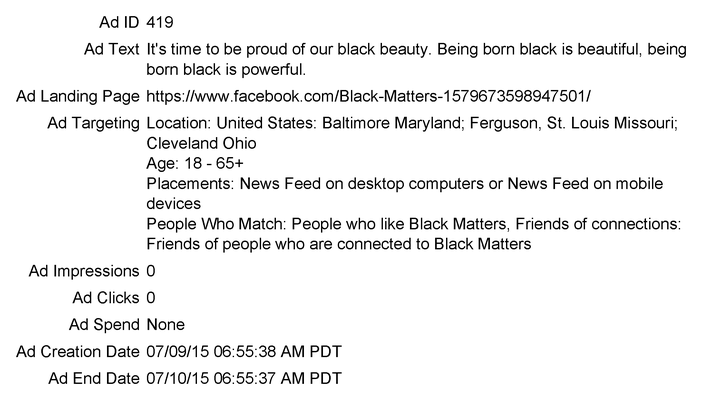 Ad ID 419
Ad Text It's time to be proud of our black beauty. Being born black is beautiful, being
born black is powerful.
Ad Landing Page https://www.facebook.com/Black-Matters-1579673598947501/
Ad Targeting Location: United States: Baltimore Maryland; Ferguson, St. Louis Missouri;
Cleveland Ohio
Age: 18 - 65+
Placements: News Feed on desktop computers or News Feed on mobile
devices
People Who Match: People who like Black Matters, Friends of connections:
Friends of people who are connected to Black Matters
Ad Impressions 0
Ad Clicks 0
Ad Spend None
Ad Creation Date 07/09/15 06:55:38 AM PDT
Ad End Date 07/10/15 06:55:37 AM PDT